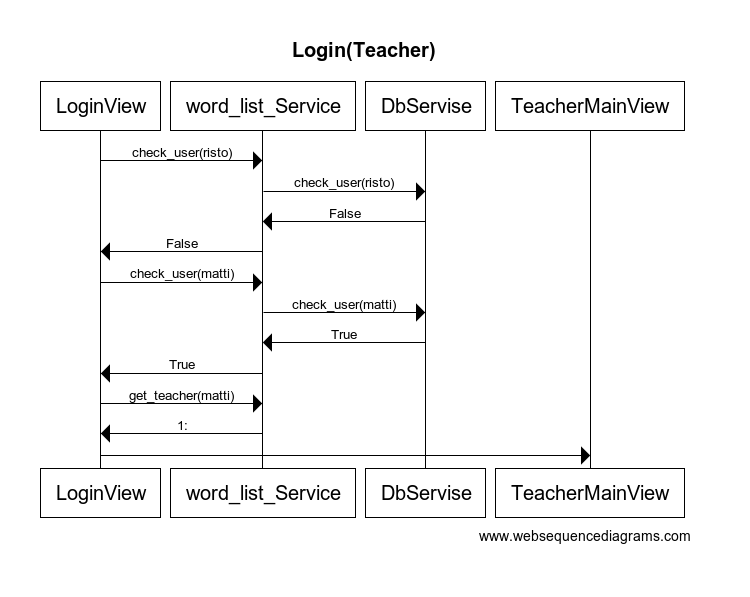 Login(Teacher)
LoginView word_list_Service DbServise TeacherMainView
check_user(risto)
check_user(risto)
False
False
check_user(matti)
check_user(matti)
True
True
get_teacher(matti)
1:
LoginView word_list_Service DbServise TeacherMainView
www.websequencediagrams.com